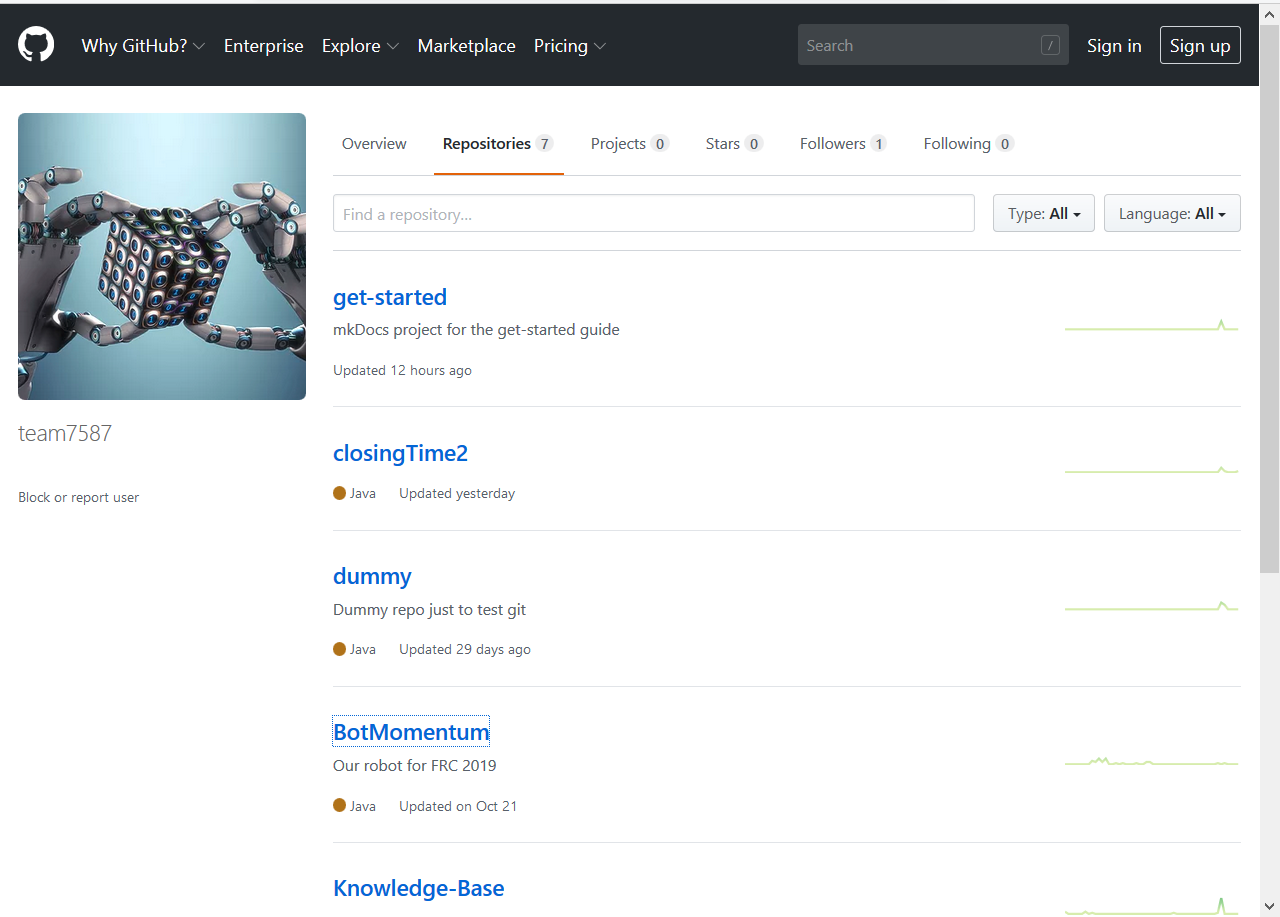 Why GitHub? Enterprise Explore Marketplace Pricing Search / Sign in Sign up
Overview Repositories 7 Projects 0 Stars 0 Followers 1 Following 0
Find a repository... Type: All Language: All
get-started
mkDocs project for the get-started guide
Updated 12 hours ago
team7587
closingTime2
Java Updated yesterday
Block or report user
dummy
Dummy repo just to test git
Java Updated 29 days ago
BotMomentum
Our robot for FRC 2019
Java Updated on Oct 21
Knowledge-Base